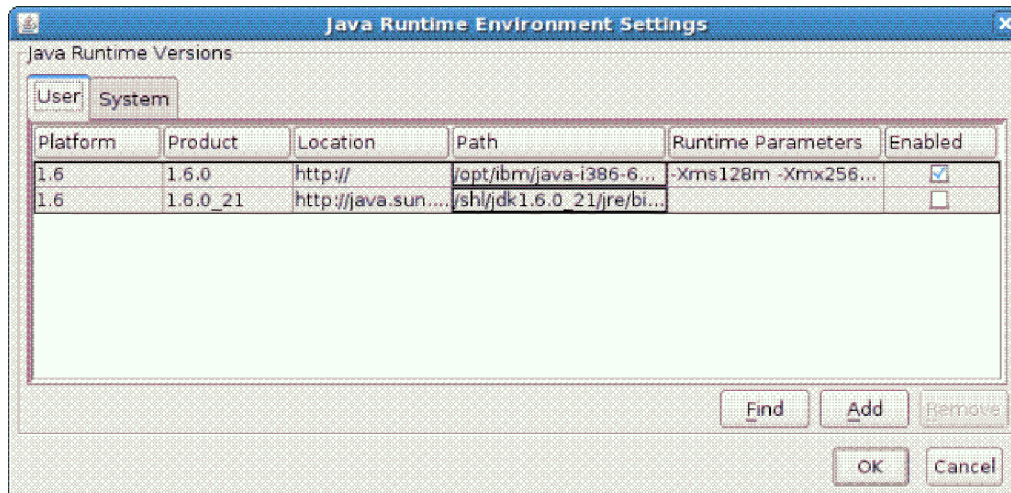 Java Runtime Environment Settings
Java Runtime Versions
User System
Platform Product Location Path Runtime Parameters Enabled
1.6 1.6.0 http:// /opt/ibm/java-i386-6... -Xms128m -Xmx256...
1.6 1.6.0_21 http://java.sun.... /shl/jdk1.6.0_21/jre/bi...
Find Add Remove
OK Cancel